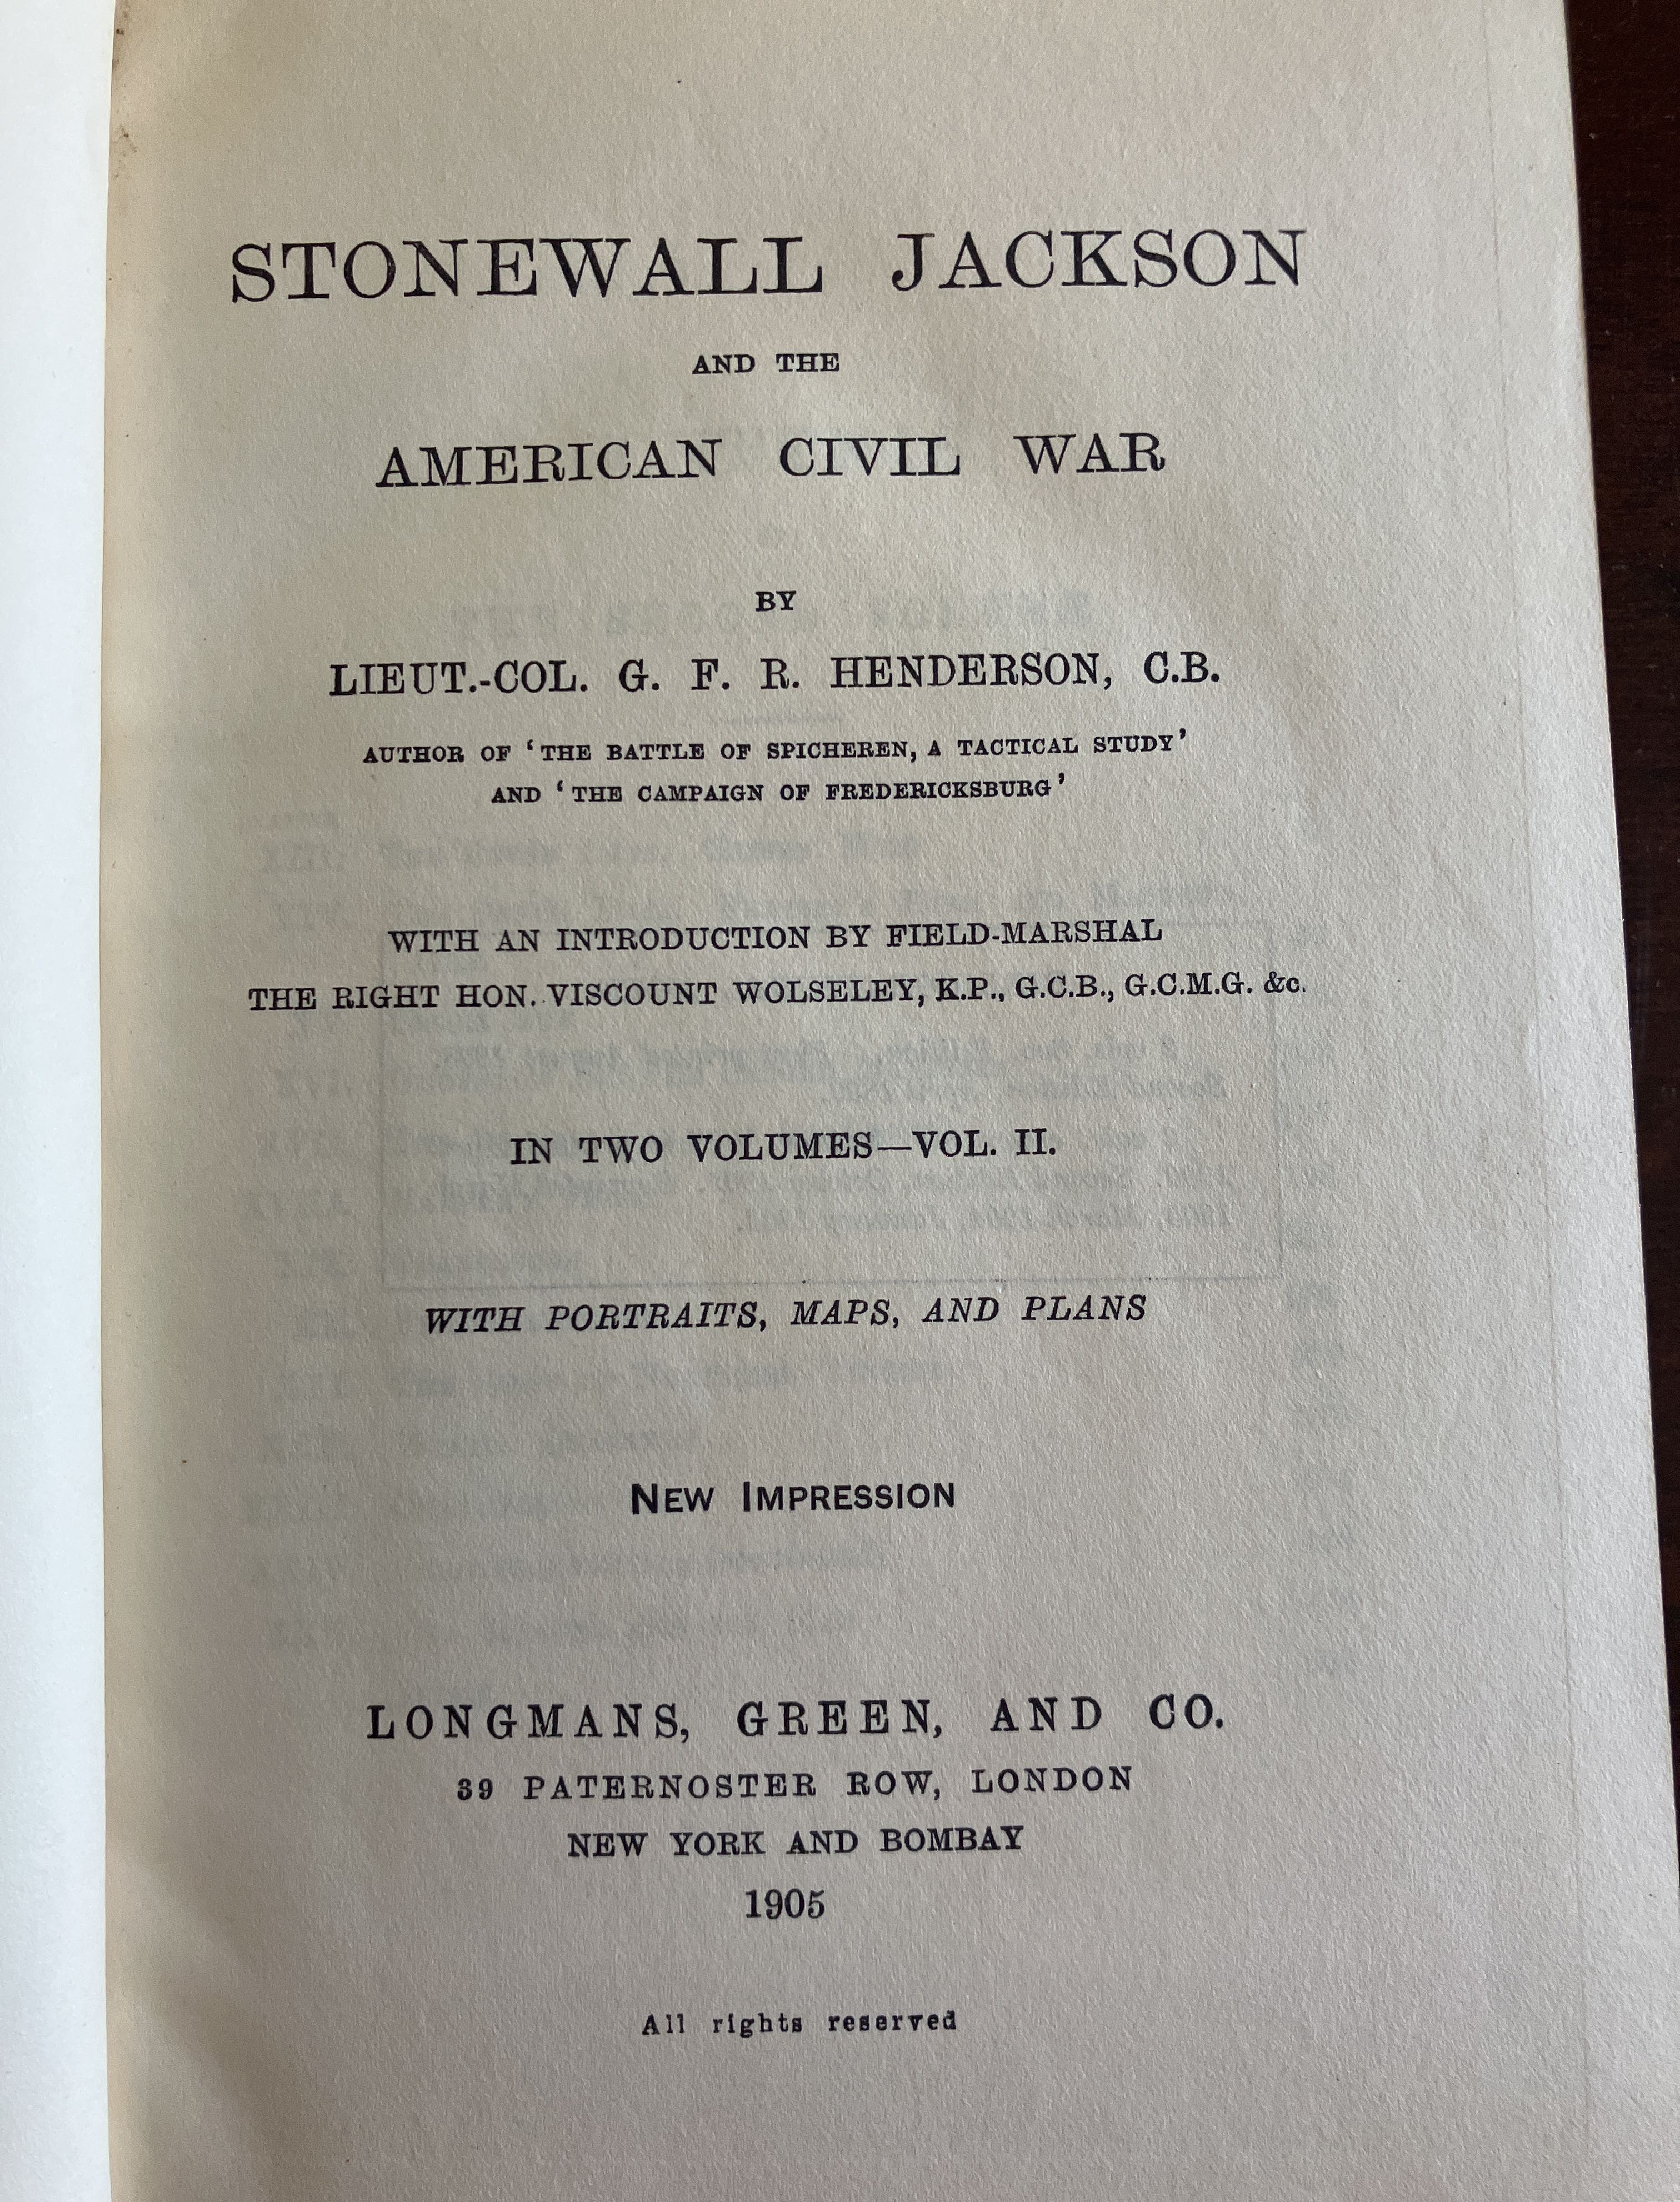 STONEWALL JACKSON
AND THE
AMERICAN CIVIL WAR
BY
LIEUT.-COL. G. F. R. HENDERSON, C.B.
AUTHOR OF ‘THE BATTLE OF SPICHEREN, A TACTICAL STUDY’
AND ‘THE CAMPAIGN OF FREDERICKSBURG’
WITH AN INTRODUCTION BY FIELD-MARSHAL
THE RIGHT HON. VISCOUNT WOLSELEY, K.P., G.C.B., G.C.M.G. &c.
IN TWO VOLUMES—VOL. II.
WITH PORTRAITS, MAPS, AND PLANS
NEW IMPRESSION
LONGMANS, GREEN, AND CO.
39 PATERNOSTER ROW, LONDON
NEW YORK AND BOMBAY
1905
All rights reserved